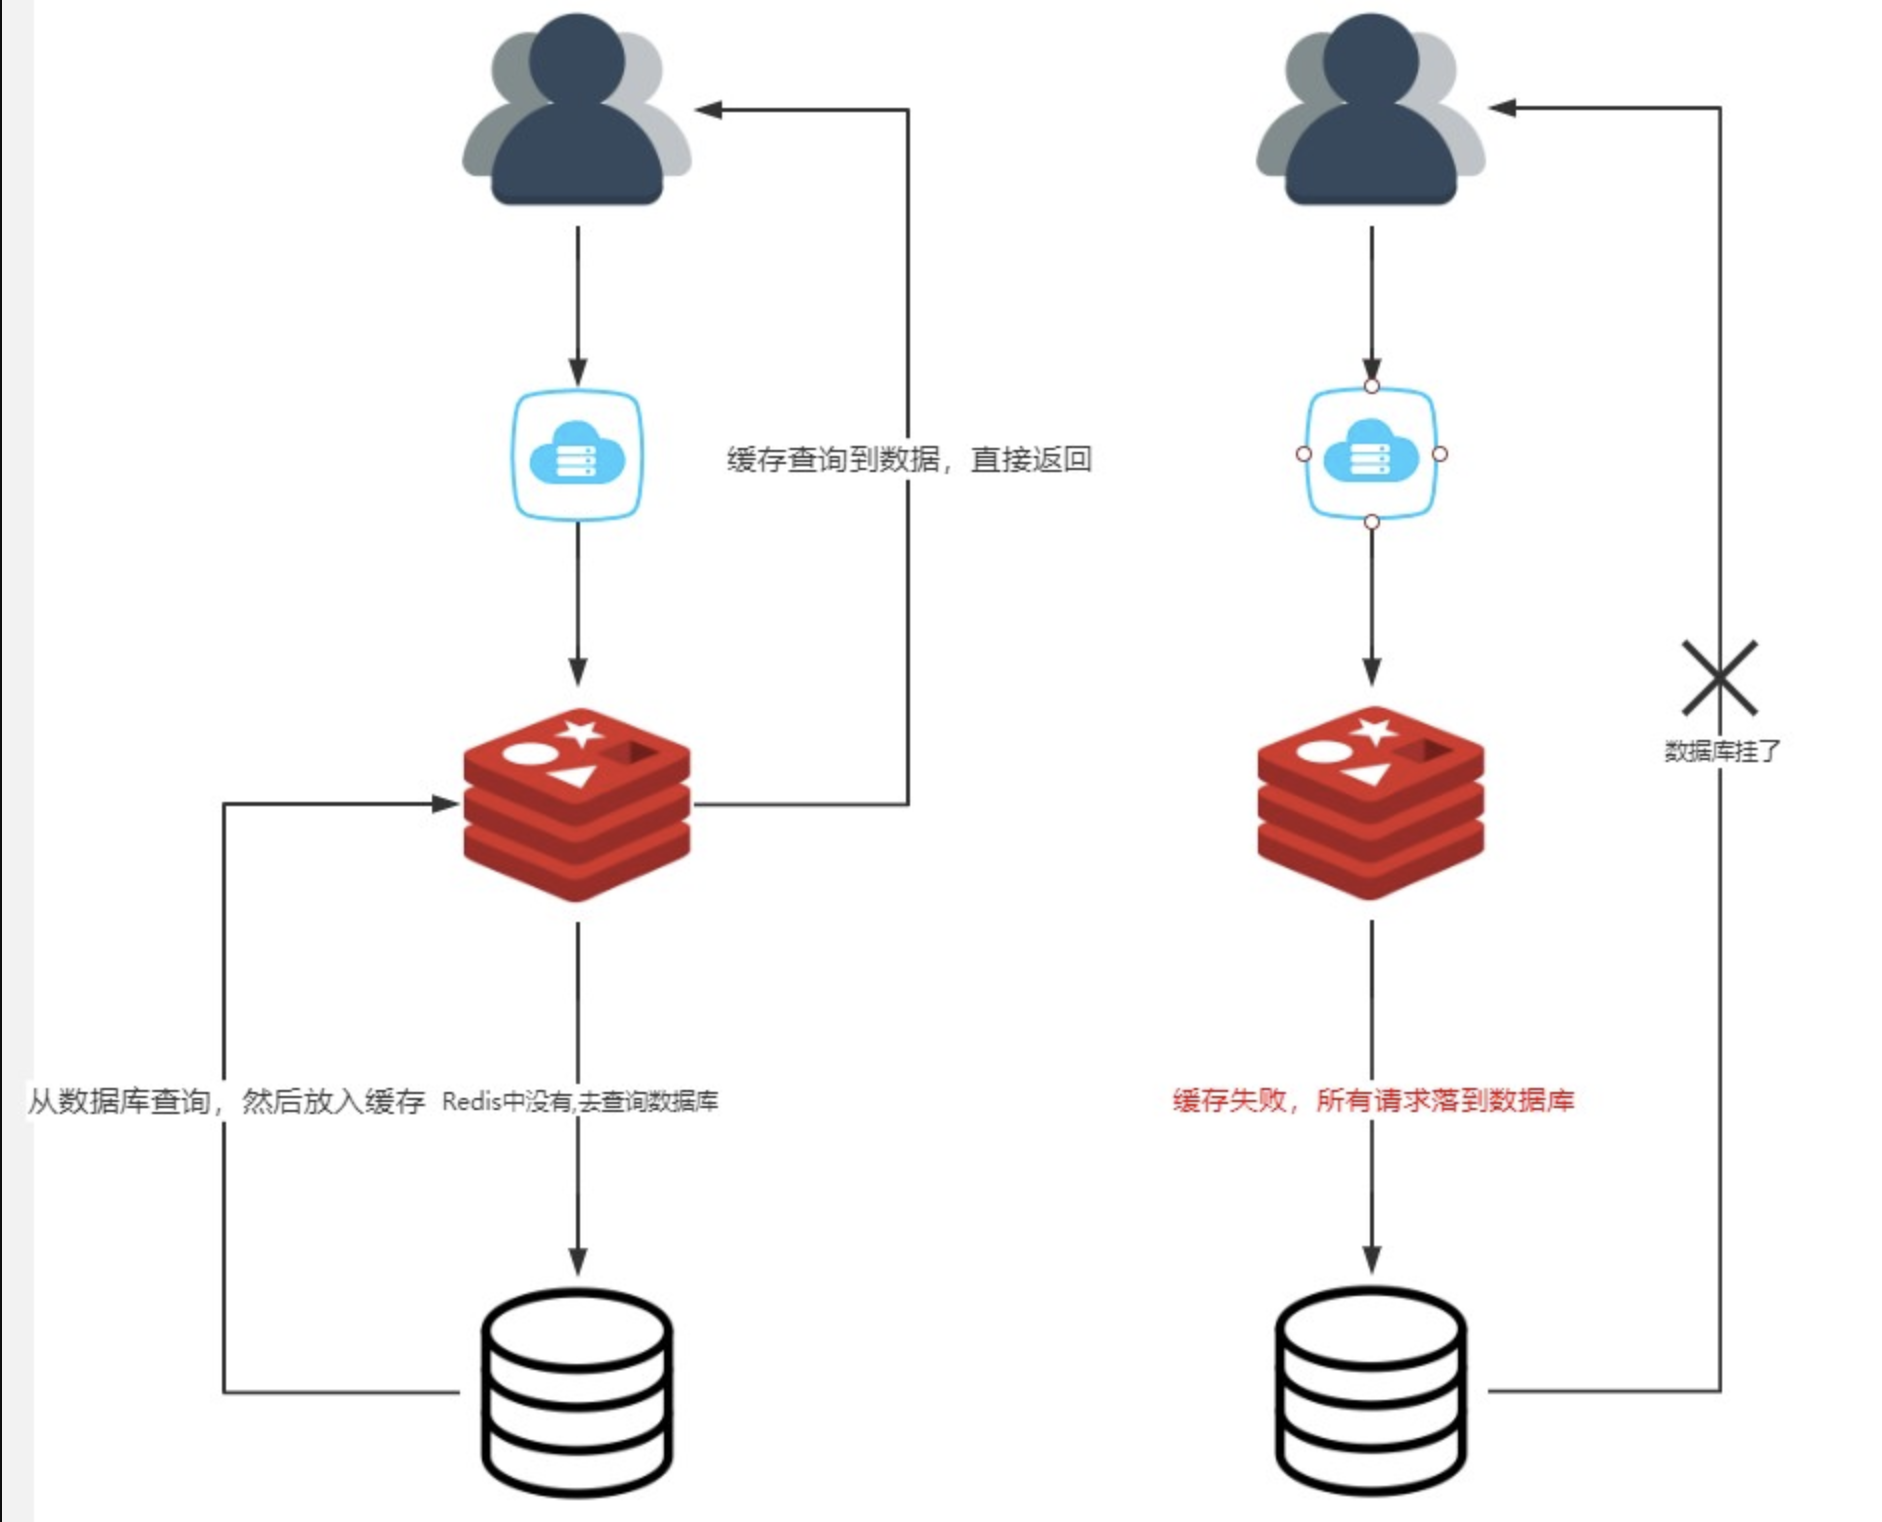 缓存查询到数据，直接返回
数据库挂了
从数据库查询，然后放入缓存
Redis中没有,去查询数据库
缓存失败，所有请求落到数据库